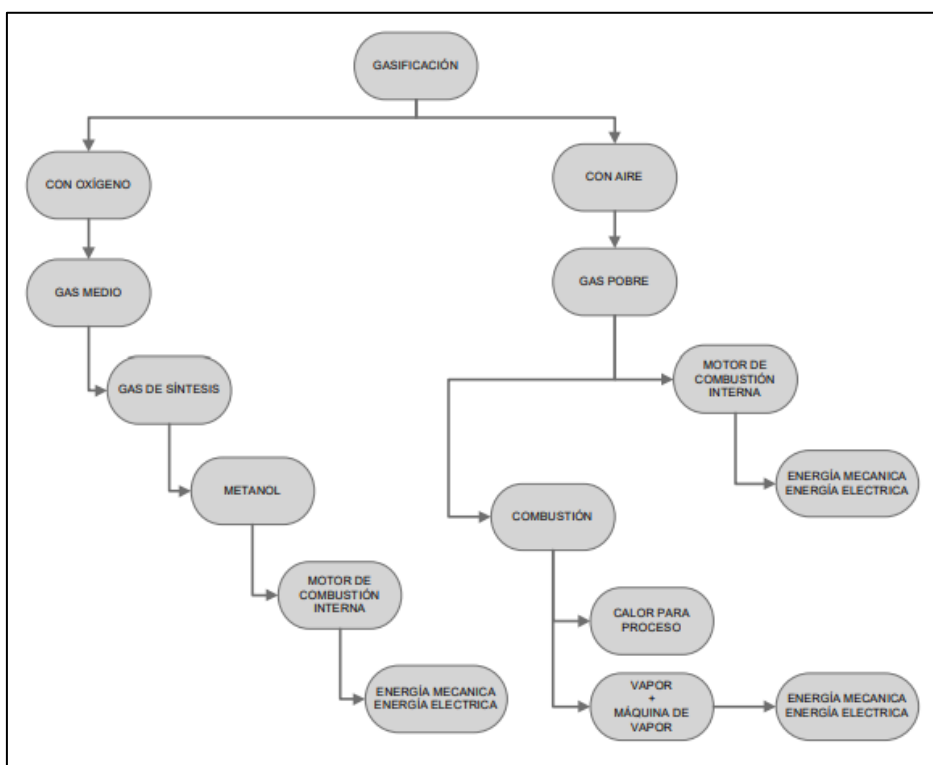 GASIFICACIÓN
CON OXÍGENO
CON AIRE
GAS MEDIO
GAS POBRE
GAS DE SÍNTESIS
MOTOR DE
COMBUSTIÓN
INTERNA
METANOL
ENERGÍA MECANICA
ENERGÍA ELECTRICA
COMBUSTIÓN
MOTOR DE
COMBUSTIÓN
INTERNA
CALOR PARA
PROCESO
ENERGÍA MECANICA
ENERGÍA ELECTRICA
VAPOR
+
MÁQUINA DE
VAPOR
ENERGÍA MECANICA
ENERGÍA ELECTRICA